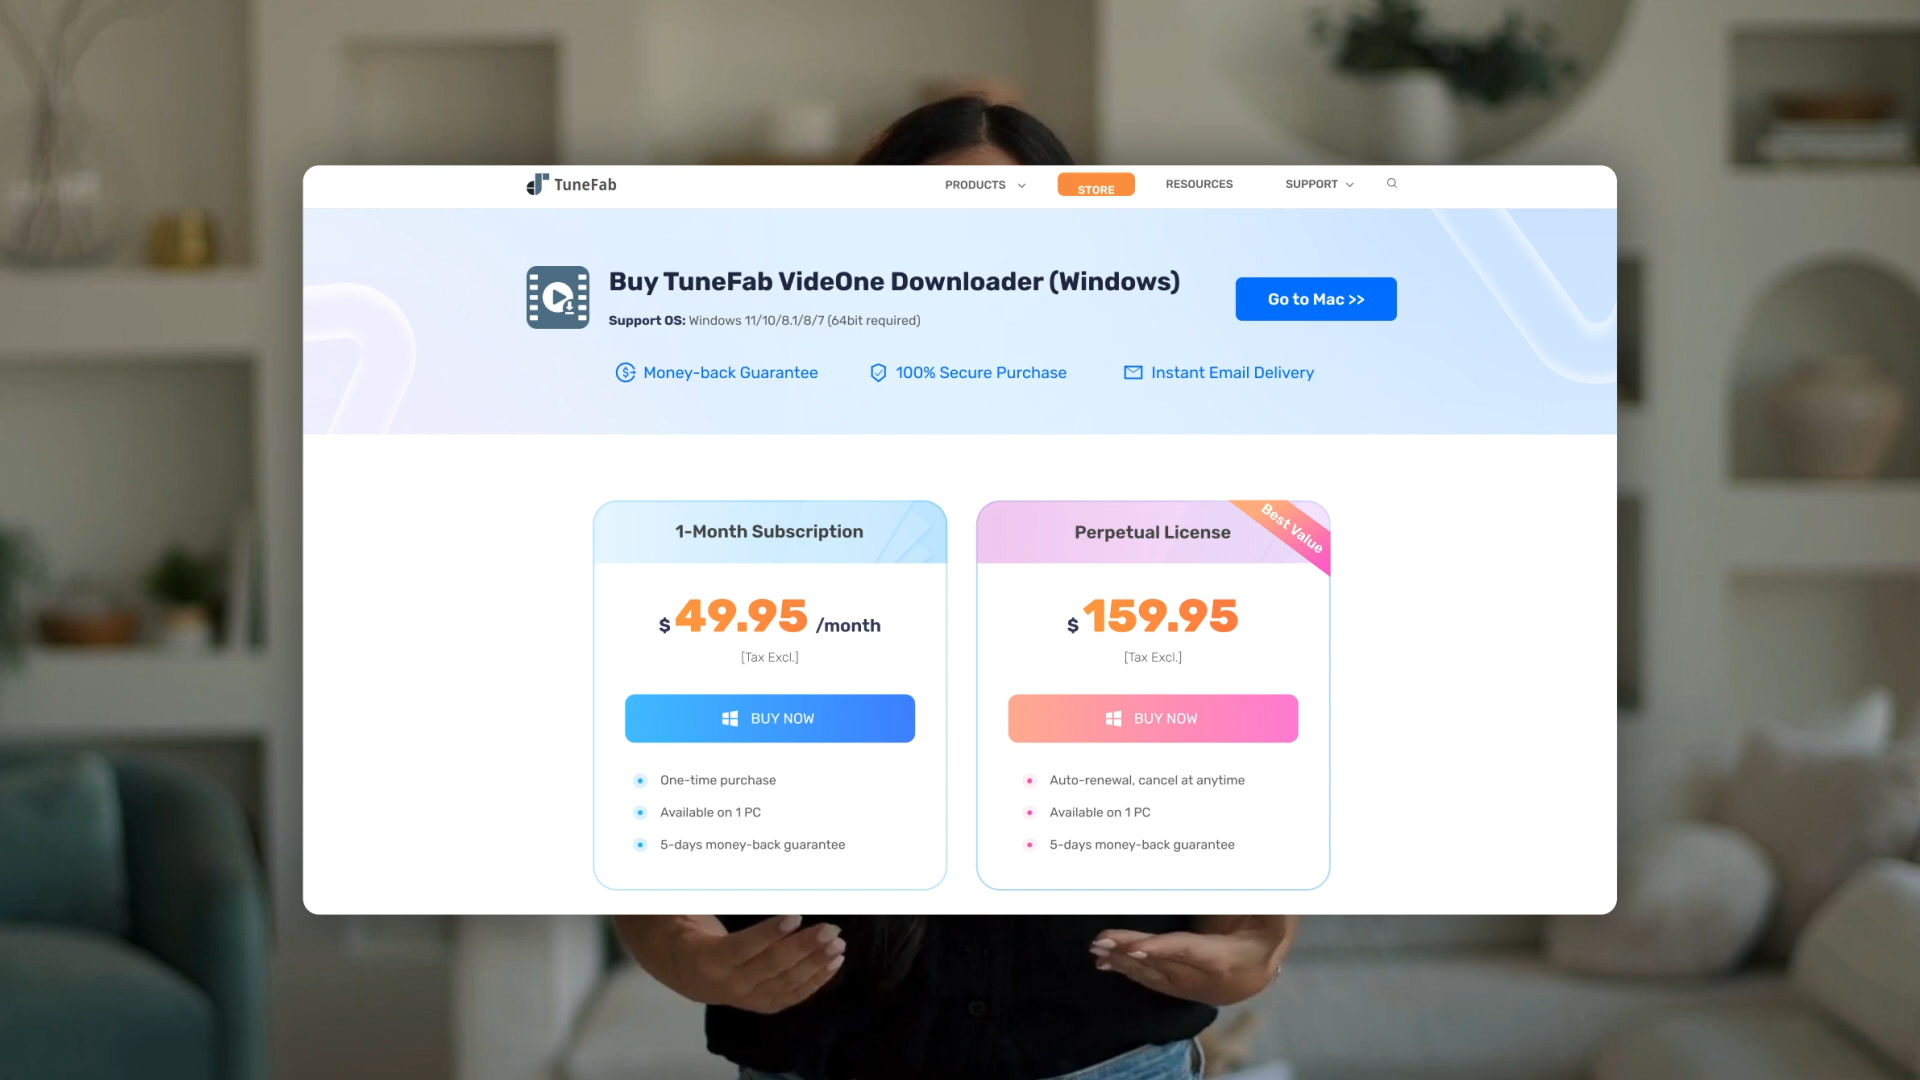 TuneFab
PRODUCTS STORE RESOURCES SUPPORT
Buy TuneFab VideOne Downloader (Windows)
Support OS: Windows 11/10/8.1/8/7 (64bit required)
Go to Mac >>
Money-back Guarantee 100% Secure Purchase Instant Email Delivery
1-Month Subscription
$ 49.95 /month
[Tax Excl.]
BUY NOW
One-time purchase
Available on 1 PC
5-days money-back guarantee
Perpetual License
Best Value
$ 159.95
[Tax Excl.]
BUY NOW
Auto-renewal, cancel at anytime
Available on 1 PC
5-days money-back guarantee